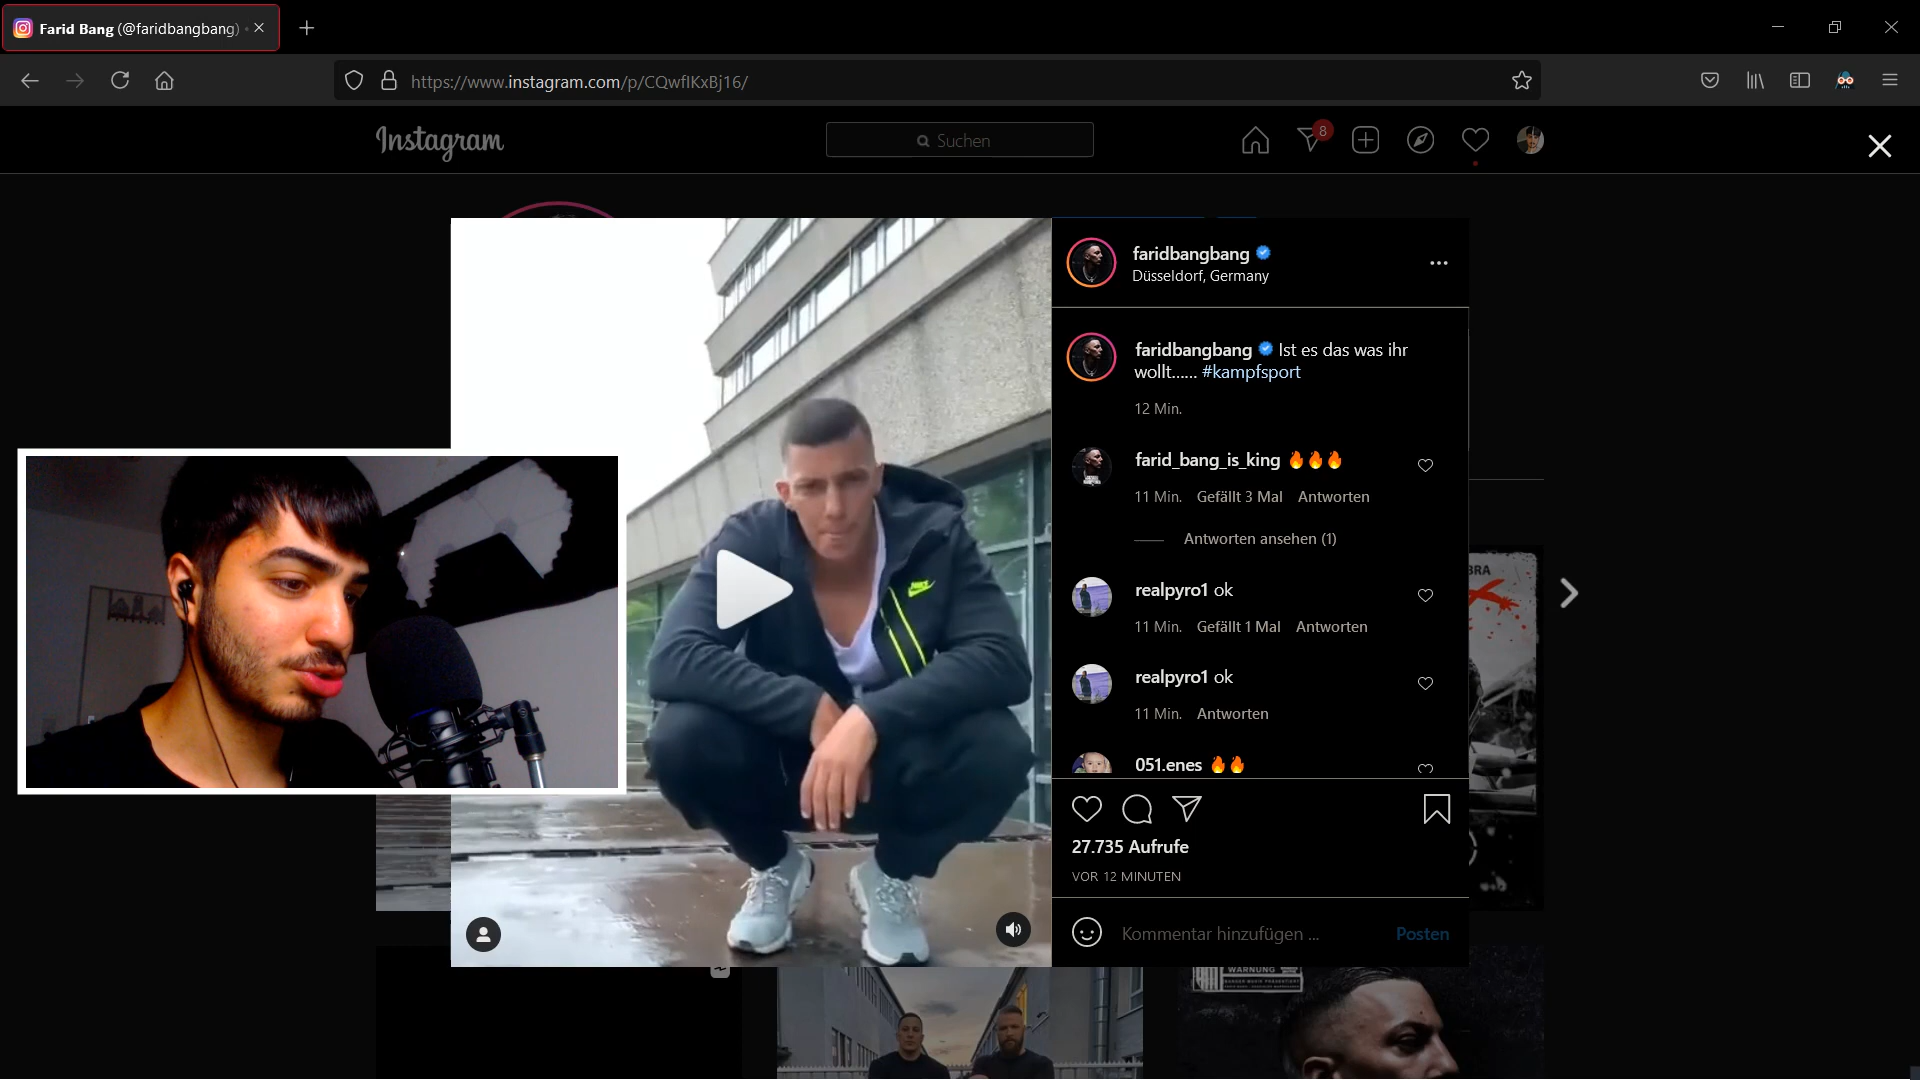 Farid Bang (@faridbangbang) •
https://www.instagram.com/p/CQwfIKxBj16/
Instagram
Suchen
8
faridbangbang
Düsseldorf, Germany
faridbangbang Ist es das was ihr
wollt...... #kampfsport
12 Min.
farid_bang_is_king 🔥🔥🔥
11 Min. Gefällt 3 Mal Antworten
Antworten ansehen (1)
realpyro1 ok
11 Min. Gefällt 1 Mal Antworten
realpyro1 ok
11 Min. Antworten
051.enes 🔥🔥
27.735 Aufrufe
VOR 12 MINUTEN
Kommentar hinzufügen ...
Posten
BRA
WARNUNG